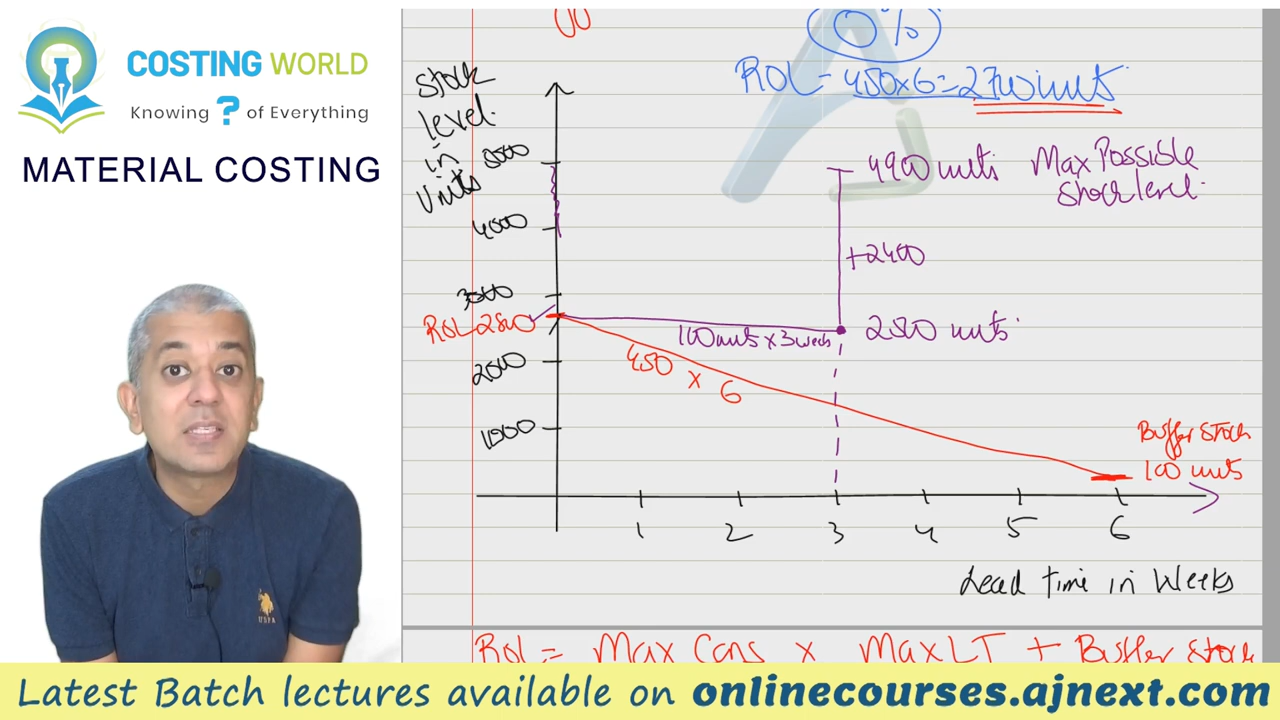 COSTING WORLD
Knowing ? of Everything
MATERIAL COSTING
0%
ROL = 450x6=2700 units
Stock
level
in
Units
5000
4000
3000
2000
1000
ROL 2800
4900 units
Max Possible
Stock level
+2400
100 units x 3 weeks
2500 units
450 x 6
Buffer Stock
100 units
1 2 3 4 5 6
Lead time in Weeks
ROL = Max Cons x Max LT + Buffer stock
Latest Batch lectures available on onlinecourses.ajnext.com